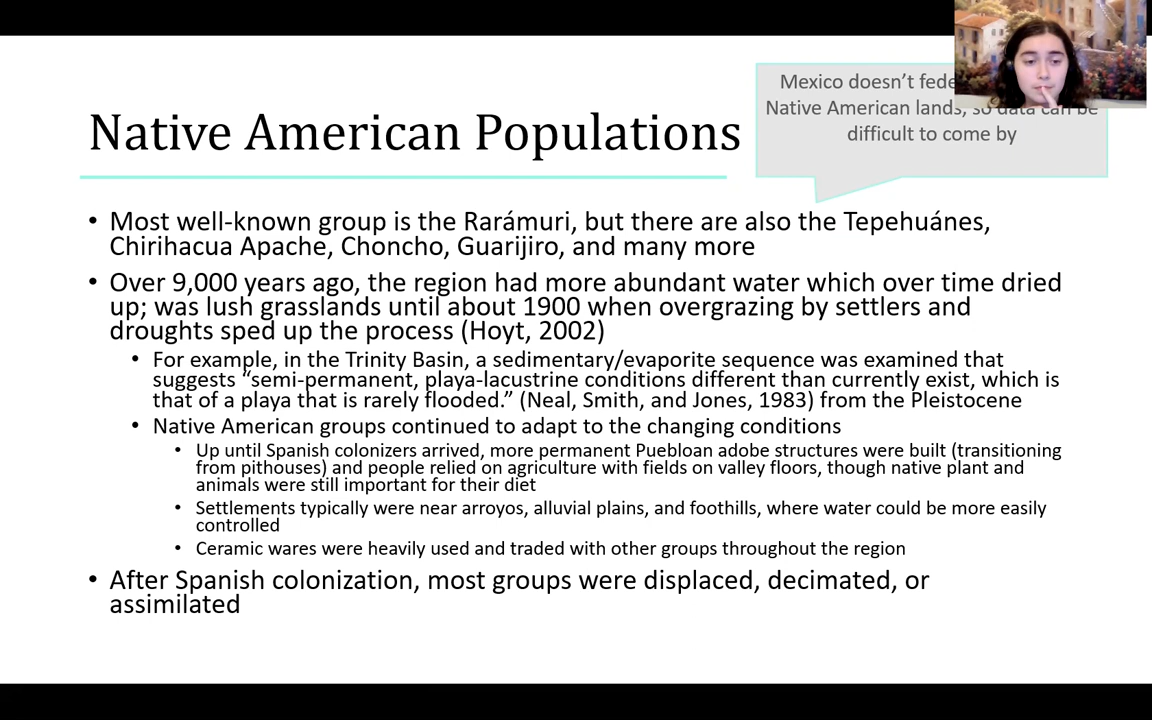 Mexico doesn't
Native American Populations
Native American lands, so data can be
difficult to come by
• Most well-known group is the Rarámuri, but there are also the Tepehuánes,
Chirihacua Apache, Choncho, Guarijiro, and many more
• Over 9,000 years ago, the region had more abundant water which over time dried
up; was lush grasslands until about 1900 when overgrazing by settlers and
droughts sped up the process (Hoyt, 2002)
• For example, in the Trinity Basin, a sedimentary/evaporite sequence was examined that
suggests “semi-permanent, playa-lacustrine conditions different than currently exist, which is
that of a playa that is rarely flooded.” (Neal, Smith, and Jones, 1983) from the Pleistocene
• Native American groups continued to adapt to the changing conditions
• Up until Spanish colonizers arrived, more permanent Puebloan adobe structures were built (transitioning
from pithouses) and people relied on agriculture with fields on valley floors, though native plant and
animals were still important for their diet
• Settlements typically were near arroyos, alluvial plains, and foothills, where water could be more easily
controlled
• Ceramic wares were heavily used and traded with other groups throughout the region
• After Spanish colonization, most groups were displaced, decimated, or
assimilated